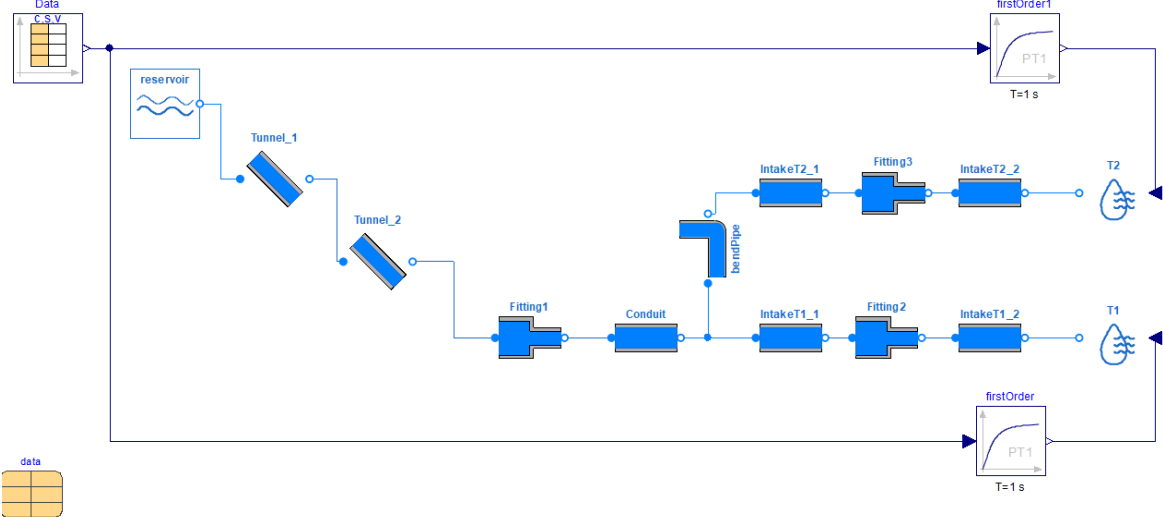 Data
C.S.V
firstOrder1
PT1
T=1 s
reservoir
Tunnel_1
Tunnel_2
IntakeT2_1
Fitting3
IntakeT2_2
T2
bendPipe
Fitting1
Conduit
IntakeT1_1
Fitting2
IntakeT1_2
T1
firstOrder
PT1
T=1 s
data